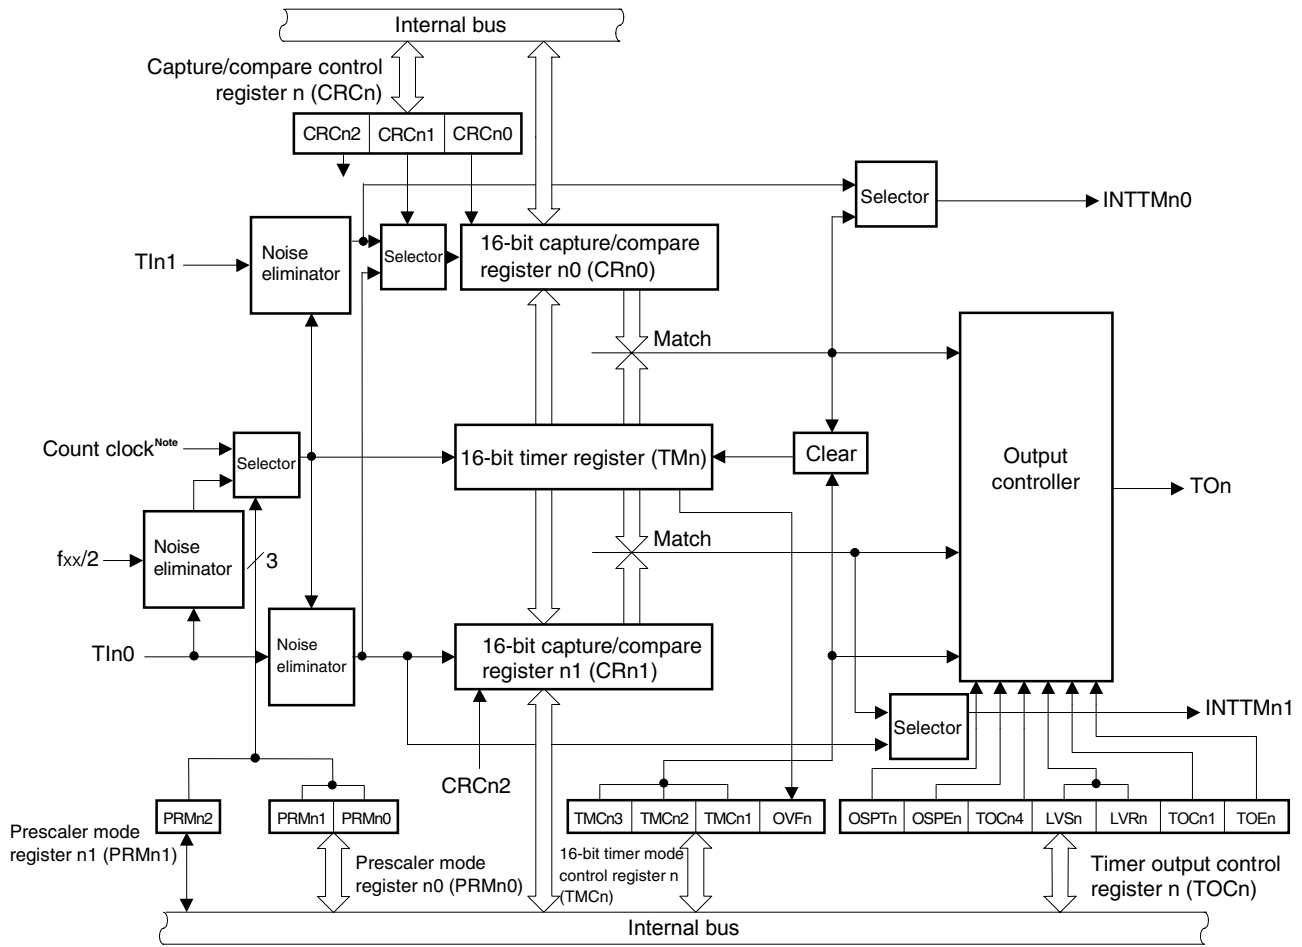 Internal bus
Capture/compare control
register n (CRCn)
CRCn2 CRCn1 CRCn0
Selector
INTTMn0
TIn1
Noise
eliminator
Selector
16-bit capture/compare
register n0 (CRn0)
Match
Count clock Note
Selector
16-bit timer register (TMn)
Clear
Output
controller
TOn
fxx/2
Noise
eliminator
3
Match
TIn0
Noise
eliminator
16-bit capture/compare
register n1 (CRn1)
Selector
INTTMn1
CRCn2
PRMn2
PRMn1 PRMn0
TMCn3 TMCn2 TMCn1 OVFn
OSPTn OSPEn TOCn4 LVSn LVRn TOCn1 TOEn
Prescaler mode
register n1 (PRMn1)
Prescaler mode
register n0 (PRMn0)
16-bit timer mode
control register n
(TMCn)
Timer output control
register n (TOCn)
Internal bus